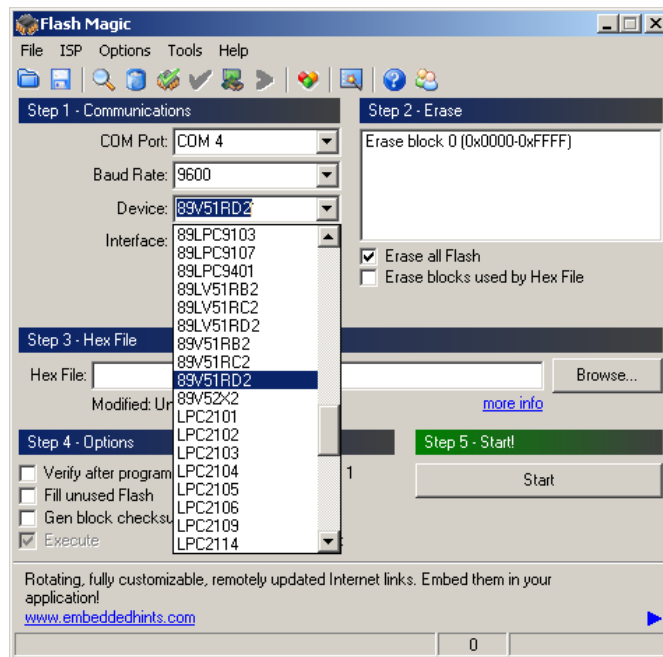 Flash Magic
File ISP Options Tools Help
Step 1 - Communications
COM Port: COM 4
Baud Rate: 9600
Device: 89V51RD2
Interface:
89LPC9103
89LPC9107
89LPC9401
89LV51RB2
89LV51RC2
89LV51RD2
89V51RB2
89V51RC2
89V51RD2
89V52X2
LPC2101
LPC2102
LPC2103
LPC2104
LPC2105
LPC2106
LPC2109
LPC2114
Step 2 - Erase
Erase block 0 (0x0000-0xFFFF)
Erase all Flash
Erase blocks used by Hex File
Step 3 - Hex File
Hex File:
Browse...
Modified: Un
more info
Step 4 - Options
Verify after program
1
Fill unused Flash
Gen block checksu
Execute
Step 5 - Start!
Start
Rotating, fully customizable, remotely updated Internet links. Embed them in your
application!
www.embeddedhints.com
0